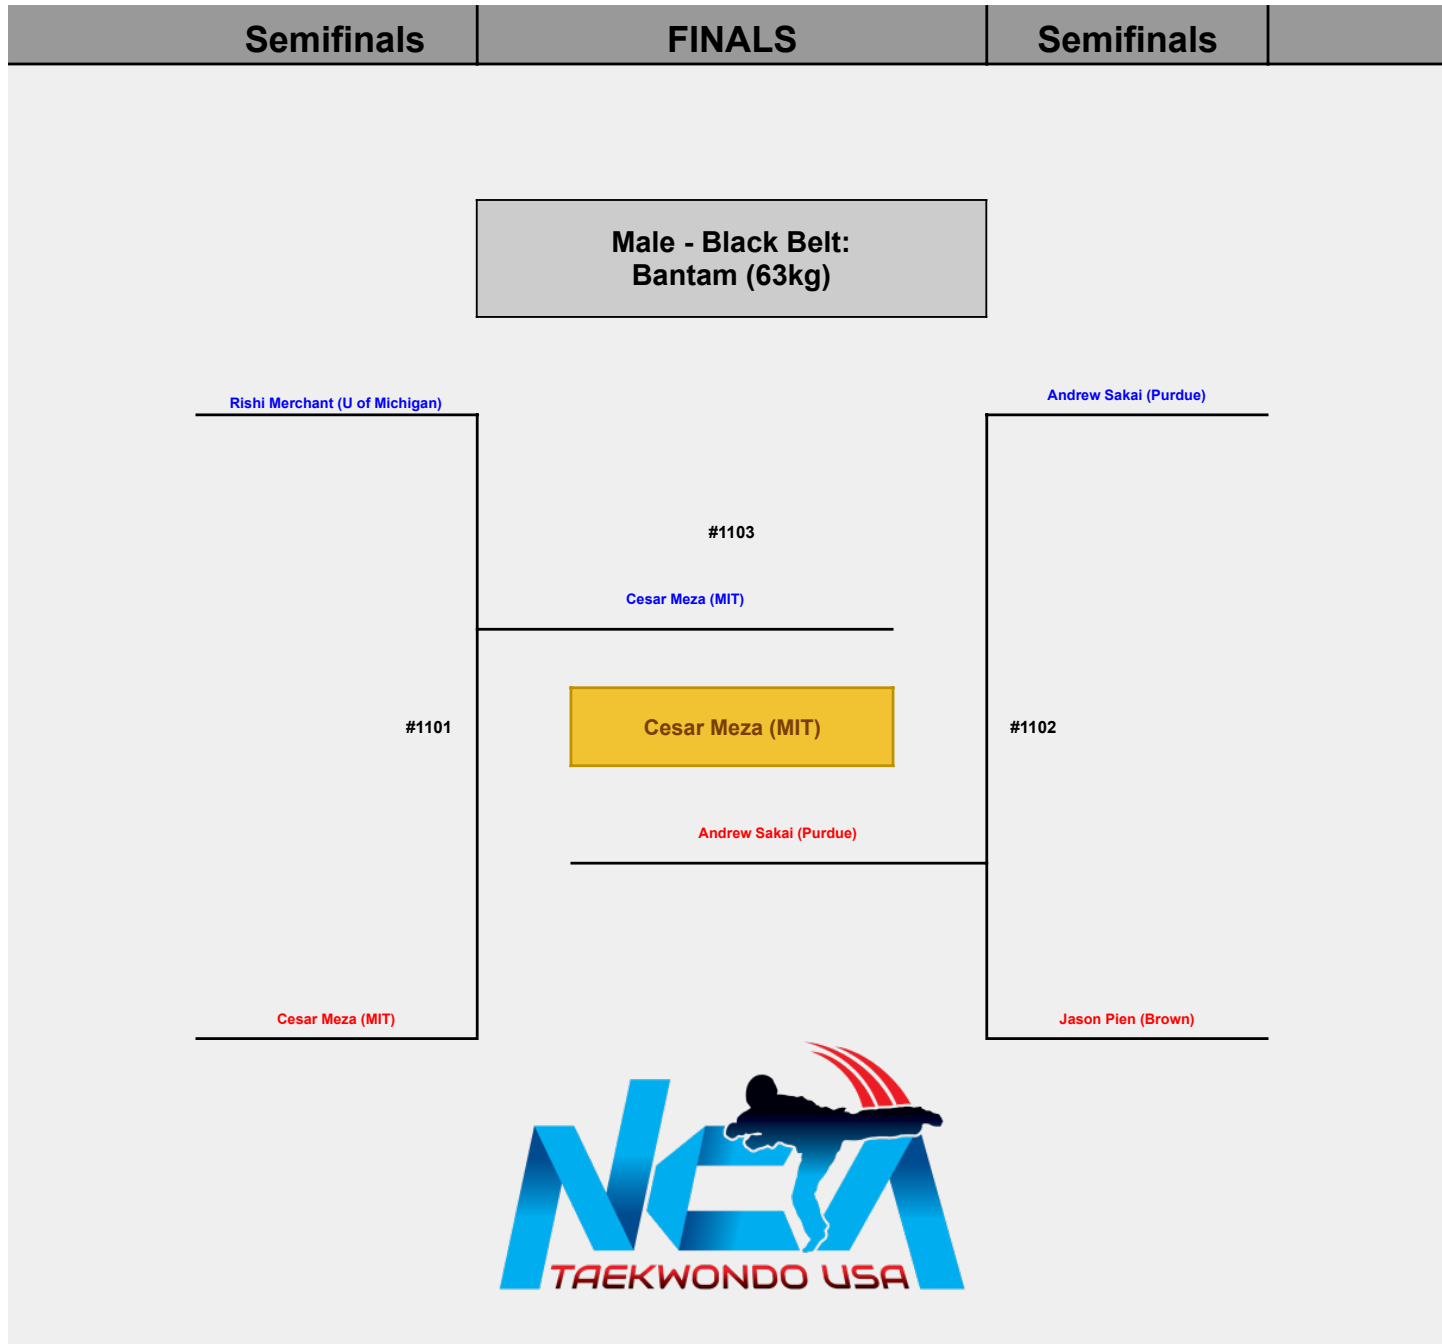 Semifinals
FINALS
Semifinals
Male - Black Belt:
Bantam (63kg)
Rishi Merchant (U of Michigan)
Andrew Sakai (Purdue)
#1103
Cesar Meza (MIT)
#1101
Cesar Meza (MIT)
#1102
Andrew Sakai (Purdue)
Cesar Meza (MIT)
Jason Pien (Brown)
NCTA
TAEKWONDO USA